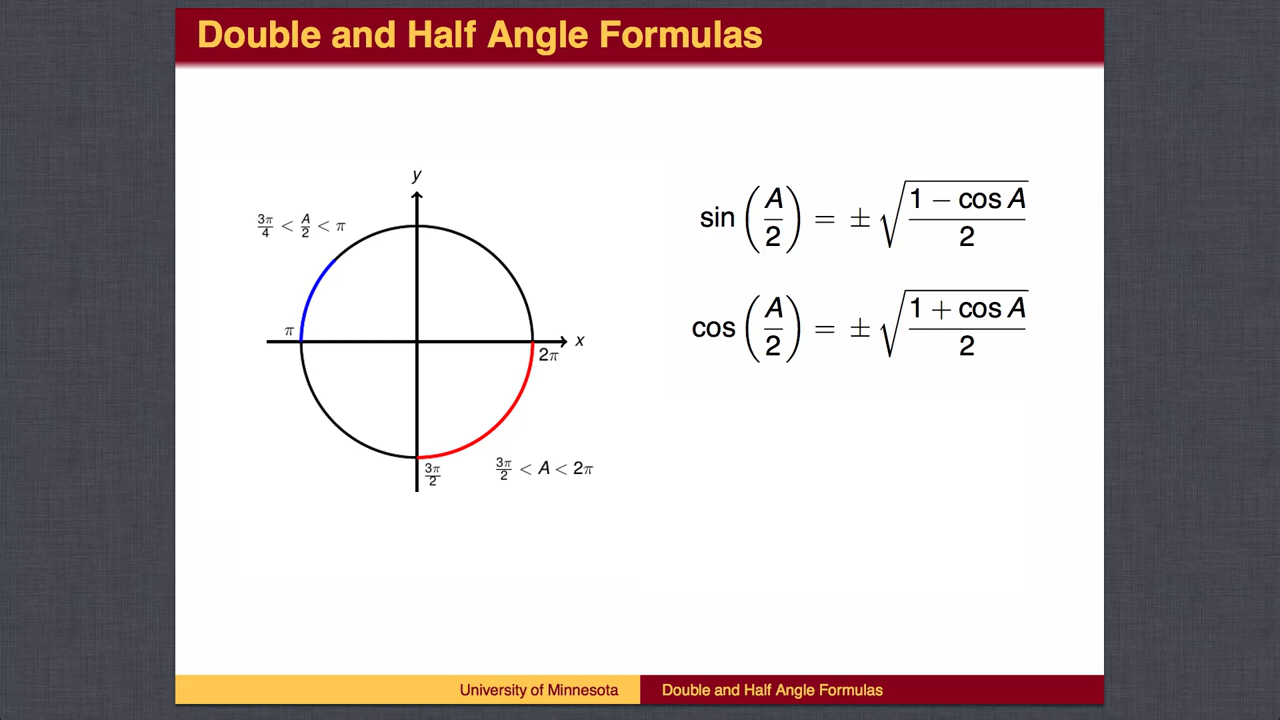 Double and Half Angle Formulas
y
3π/4 < A/2 < π
π
x
2π
3π/2
3π/2 < A < 2π
sin (A/2) = ± √((1 − cos A)/2)
cos (A/2) = ± √((1 + cos A)/2)
University of Minnesota
Double and Half Angle Formulas